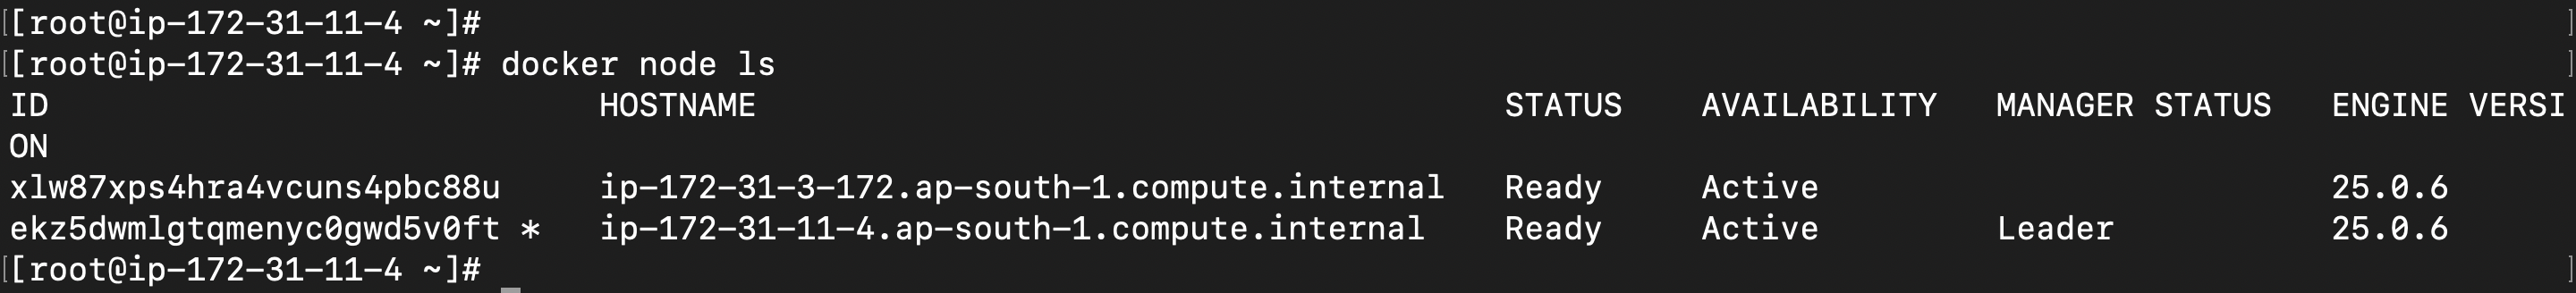 [[root@ip-172-31-11-4 ~]# ]
[[root@ip-172-31-11-4 ~]# docker node ls ]
ID HOSTNAME STATUS AVAILABILITY MANAGER STATUS ENGINE VERSI
ON
xlw87xps4hra4vcuns4pbc88u ip-172-31-3-172.ap-south-1.compute.internal Ready Active 25.0.6
ekz5dwmlgtqmenyc0gwd5v0ft * ip-172-31-11-4.ap-south-1.compute.internal Ready Active Leader 25.0.6
[[root@ip-172-31-11-4 ~]# ]